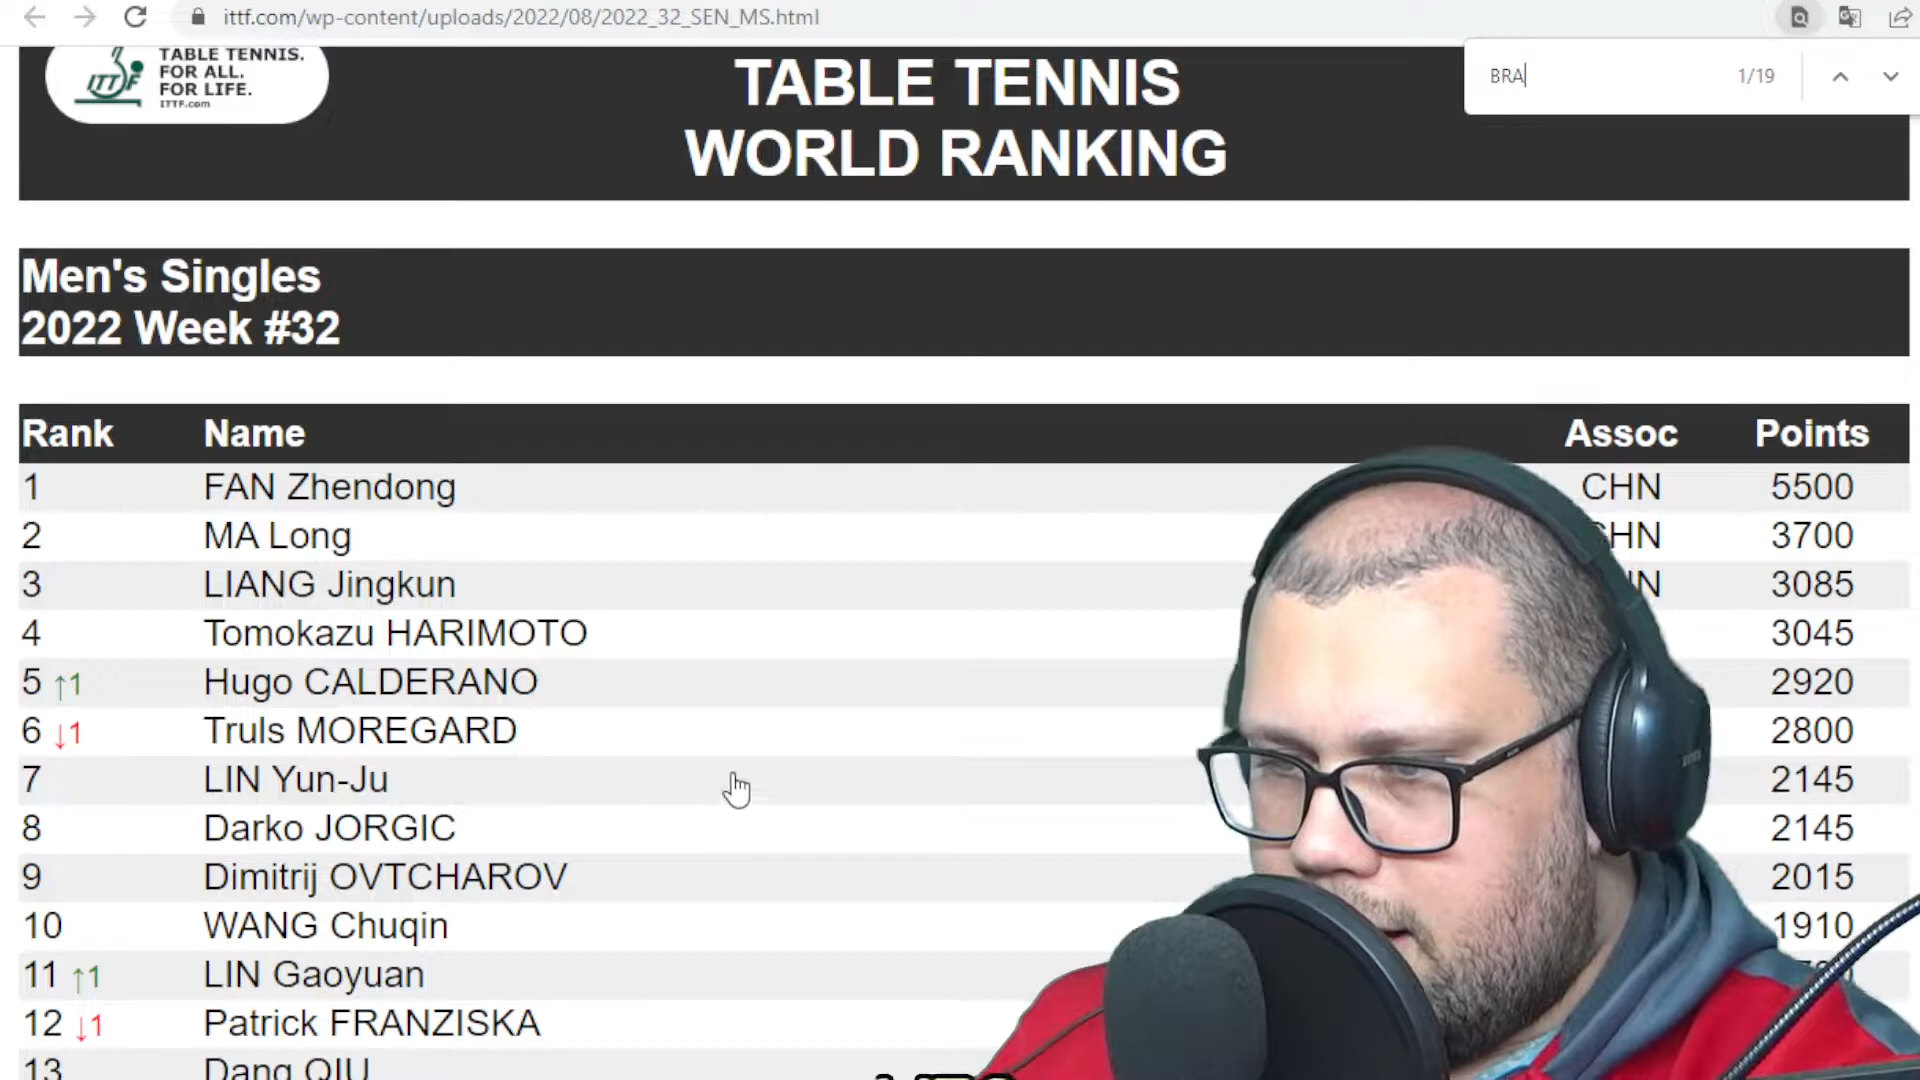 ittf.com/wp-content/uploads/2022/08/2022_32_SEN_MS.html
BRA 1/19
TABLE TENNIS.
FOR ALL.
FOR LIFE.
ITTF.com
ITTF
TABLE TENNIS
WORLD RANKING
Men's Singles
2022 Week #32
Rank Name Assoc Points
1 FAN Zhendong CHN 5500
2 MA Long 3700
3 LIANG Jingkun 3085
4 Tomokazu HARIMOTO 3045
5 ↑1 Hugo CALDERANO 2920
6 ↓1 Truls MOREGARD 2800
7 LIN Yun-Ju 2145
8 Darko JORGIC 2145
9 Dimitrij OVTCHAROV 2015
10 WANG Chuqin 1910
11 ↑1 LIN Gaoyuan
12 ↓1 Patrick FRANZISKA
13 Dang QIU